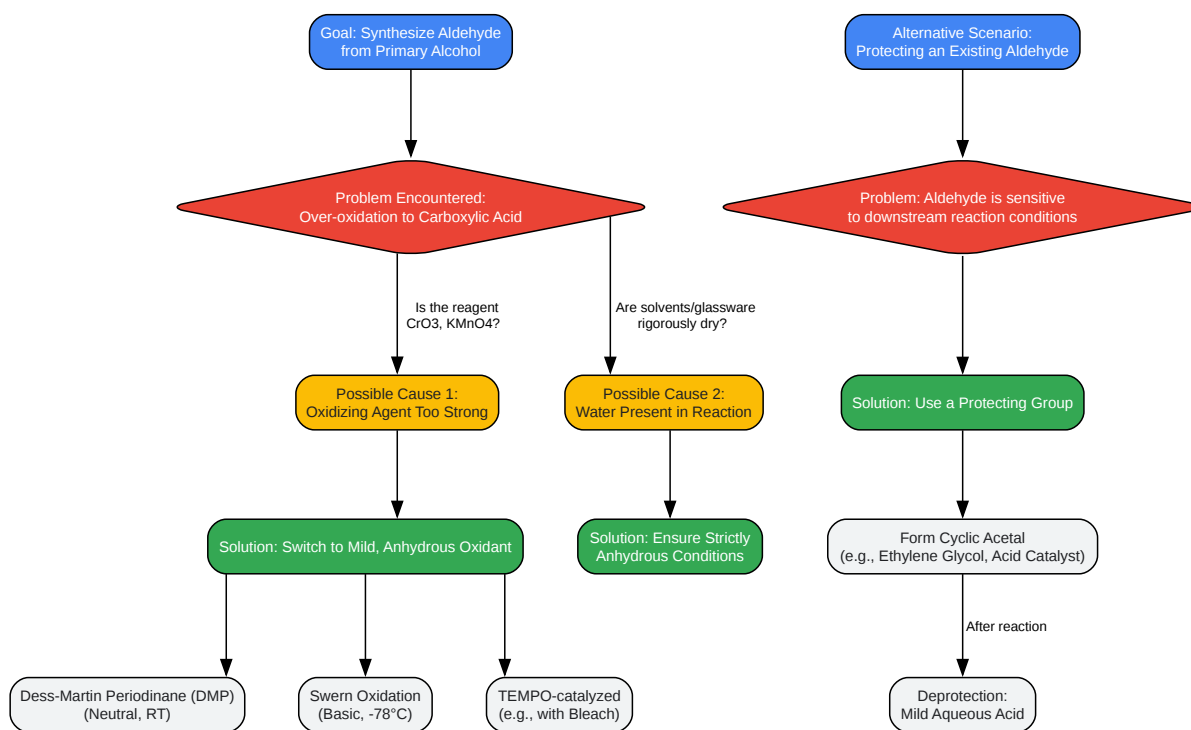 Goal: Synthesize Aldehyde
from Primary Alcohol
Alternative Scenario:
Protecting an Existing Aldehyde
Problem Encountered:
Over-oxidation to Carboxylic Acid
Problem: Aldehyde is sensitive
to downstream reaction conditions
Is the reagent
CrO3, KMnO4?
Are solvents/glassware
rigorously dry?
Possible Cause 1:
Oxidizing Agent Too Strong
Possible Cause 2:
Water Present in Reaction
Solution: Use a Protecting Group
Solution: Switch to Mild, Anhydrous Oxidant
Solution: Ensure Strictly
Anhydrous Conditions
Form Cyclic Acetal
(e.g., Ethylene Glycol, Acid Catalyst)
After reaction
Dess-Martin Periodinane (DMP)
(Neutral, RT)
Swern Oxidation
(Basic, -78°C)
TEMPO-catalyzed
(e.g., with Bleach)
Deprotection:
Mild Aqueous Acid